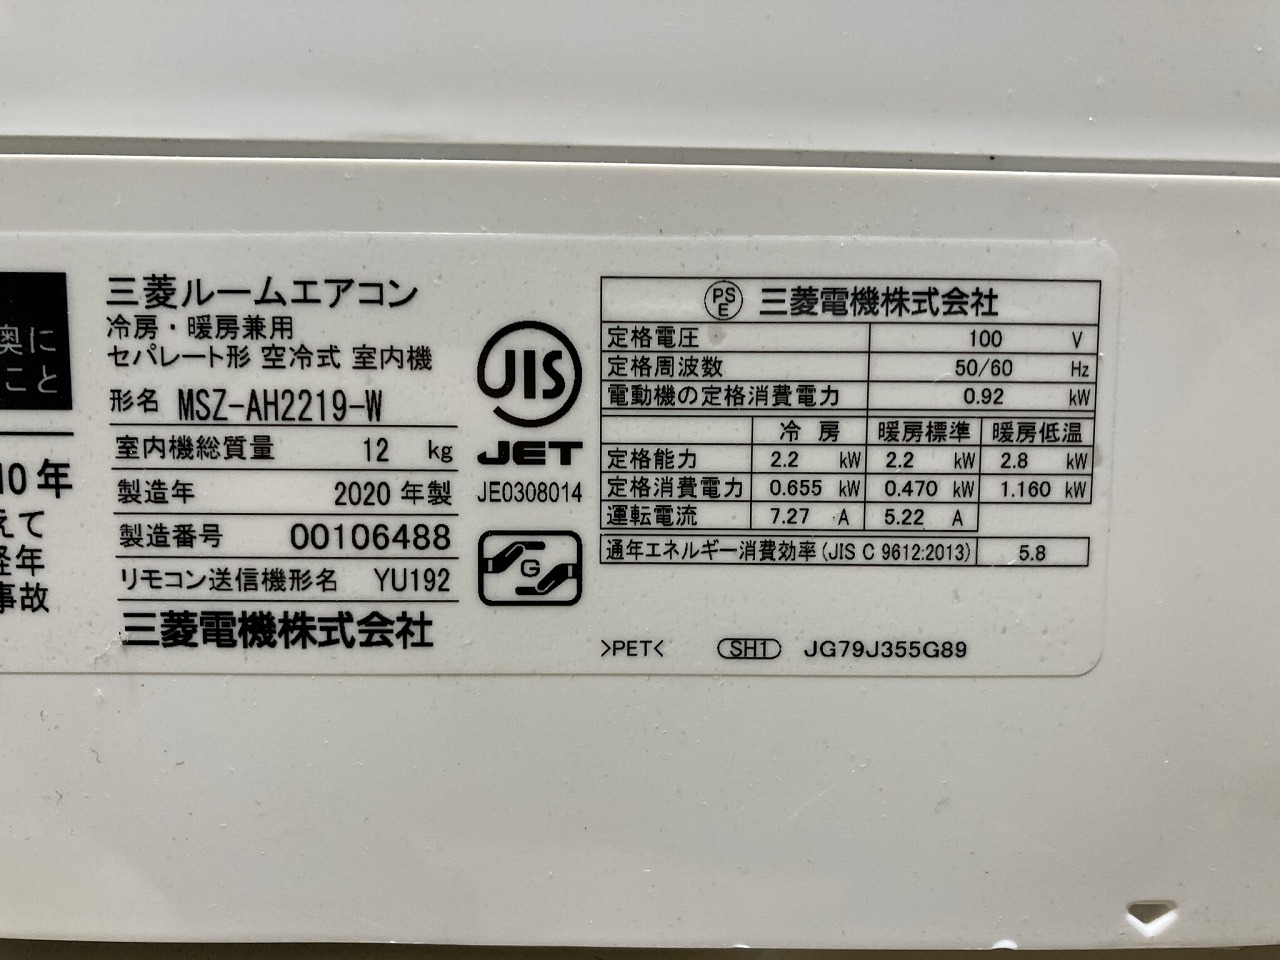 奥に
こと
10年
えて
経年
事故
三菱ルームエアコン
冷房・暖房兼用
セパレート形 空冷式 室内機
形名 MSZ-AH2219-W
室内機総質量 12 kg
製造年 2020 年製
製造番号 00106488
リモコン送信機形名 YU192
三菱電機株式会社
JIS
JET
JE0308014
G
PS E 三菱電機株式会社
定格電圧 100 V
定格周波数 50/60 Hz
電動機の定格消費電力 0.92 kW
冷 房 暖房標準 暖房低温
定格能力 2.2 kW 2.2 kW 2.8 kW
定格消費電力 0.655 kW 0.470 kW 1.160 kW
運転電流 7.27 A 5.22 A
通年エネルギー消費効率(JIS C 9612:2013) 5.8
>PET< SH1 JG79J355G89